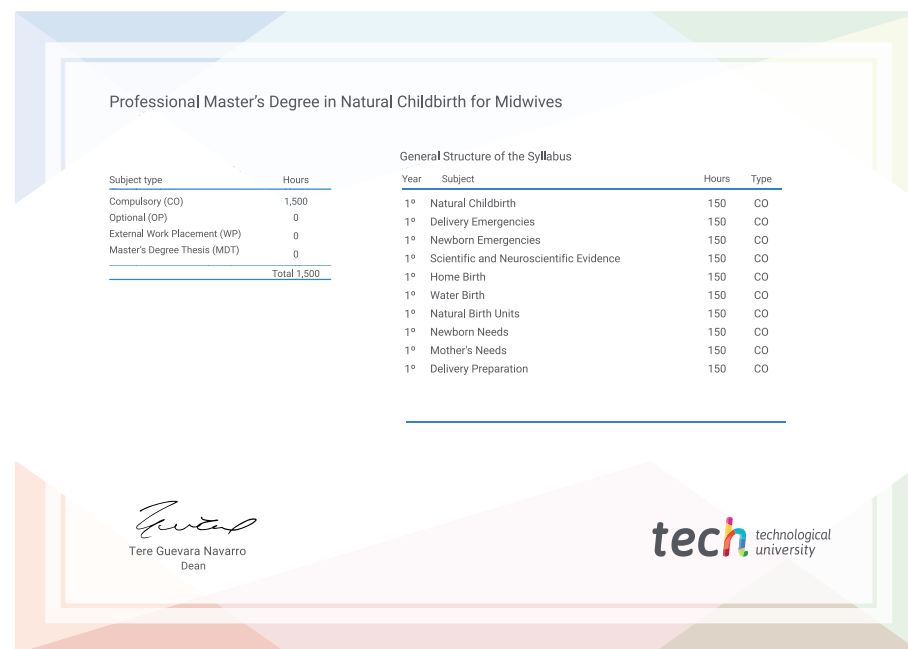 Professional Master's Degree in Natural Childbirth for Midwives
Subject type Hours
Compulsory (CO) 1,500
Optional (OP) 0
External Work Placement (WP) 0
Master's Degree Thesis (MDT) 0
Total 1,500
General Structure of the Syllabus
Year Subject Hours Type
1º Natural Childbirth 150 CO
1º Delivery Emergencies 150 CO
1º Newborn Emergencies 150 CO
1º Scientific and Neuroscientific Evidence 150 CO
1º Home Birth 150 CO
1º Water Birth 150 CO
1º Natural Birth Units 150 CO
1º Newborn Needs 150 CO
1º Mother's Needs 150 CO
1º Delivery Preparation 150 CO
Tere Guevara Navarro
Dean
tech technological
university